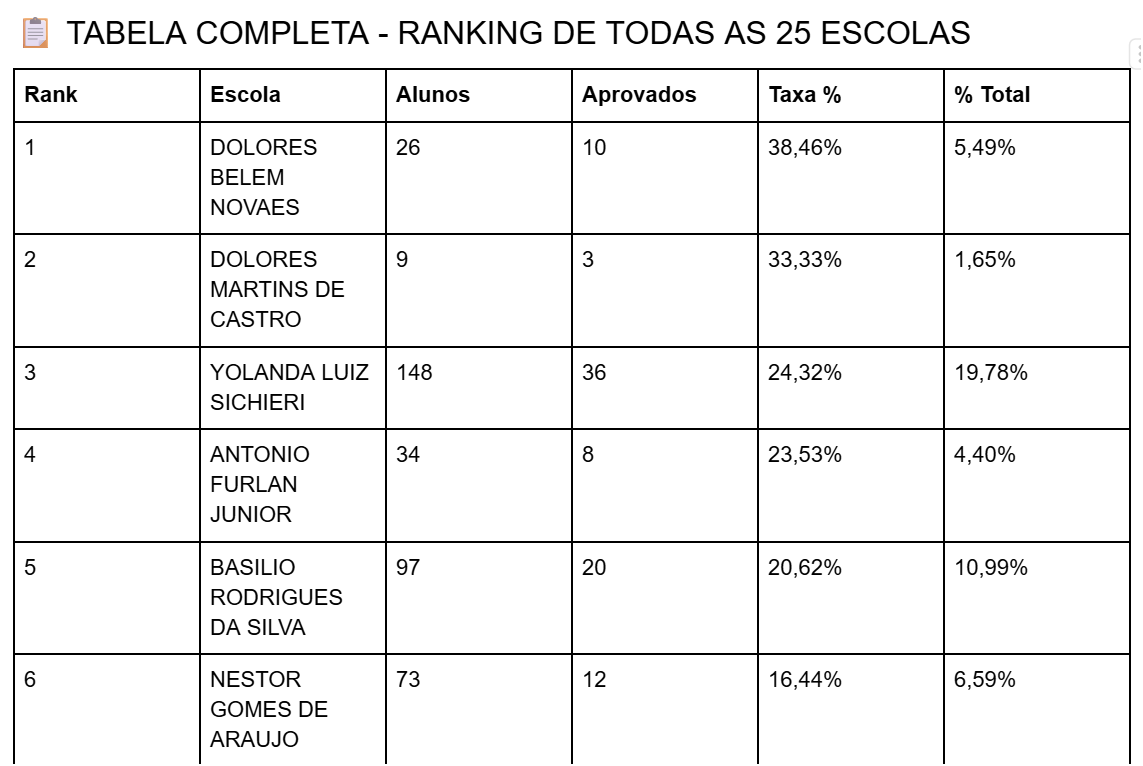 TABELA COMPLETA - RANKING DE TODAS AS 25 ESCOLAS
Rank Escola Alunos Aprovados Taxa % % Total
1 DOLORES 26 10 38,46% 5,49%
BELEM
NOVAES
2 DOLORES 9 3 33,33% 1,65%
MARTINS DE
CASTRO
3 YOLANDA LUIZ 148 36 24,32% 19,78%
SICHIERI
4 ANTONIO 34 8 23,53% 4,40%
FURLAN
JUNIOR
5 BASILIO 97 20 20,62% 10,99%
RODRIGUES
DA SILVA
6 NESTOR 73 12 16,44% 6,59%
GOMES DE
ARAUJO